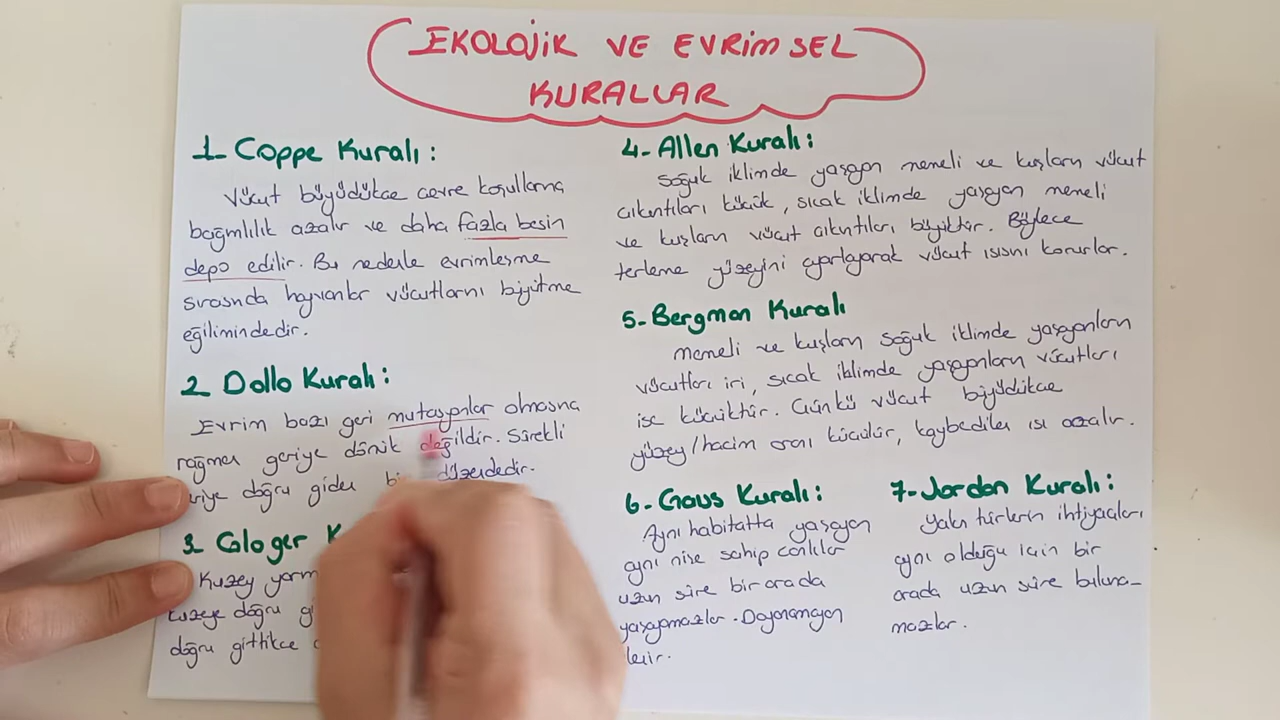 EKOLOJİK VE EVRİMSEL
KURALLAR
1- Coppe Kuralı:
Vücut büyüdükçe çevre koşullarına
bağımlılık azalır ve daha fazla besin
depo edilir. Bu nedenle evrimleşme
sırasında hayvanlar vücutlarını büyütme
eğilimindedir.
2 Dollo Kuralı:
Evrim bazı geri mutasyonlar olmasına
rağmen geriye dönük değildir. Sürekli
doğru giden bir düzendedir.
3 Gloger K
Kuzey yarım
kuzeye doğru
doğru gittikçe
4- Allen Kuralı:
Soğuk iklimde yaşayan memeli ve kuşların vücut
çıkıntıları küçük, sıcak iklimde yaşayan memeli
ve kuşların vücut çıkıntıları büyüktür. Böylece
terleme yüzeyini ayarlayarak vücut ısısını korurlar.
5- Bergman Kuralı
Memeli ve kuşların soğuk iklimde yaşayanların
vücutları iri, sıcak iklimde yaşayanların vücutları
ise küçüktür. Çünkü vücut büyüdükçe
yüzey/hacim oranı küçülür, kaybedilen ısı azalır.
6- Gaus Kuralı:
Aynı habitatta yaşayan
aynı nişe sahip canlılar
uzun süre bir arada
yaşayamazlar. Dayanamayan
7- Jordan Kuralı:
Yakın türlerin ihtiyaçları
aynı olduğu için bir
arada uzun süre buluna-
mazlar.